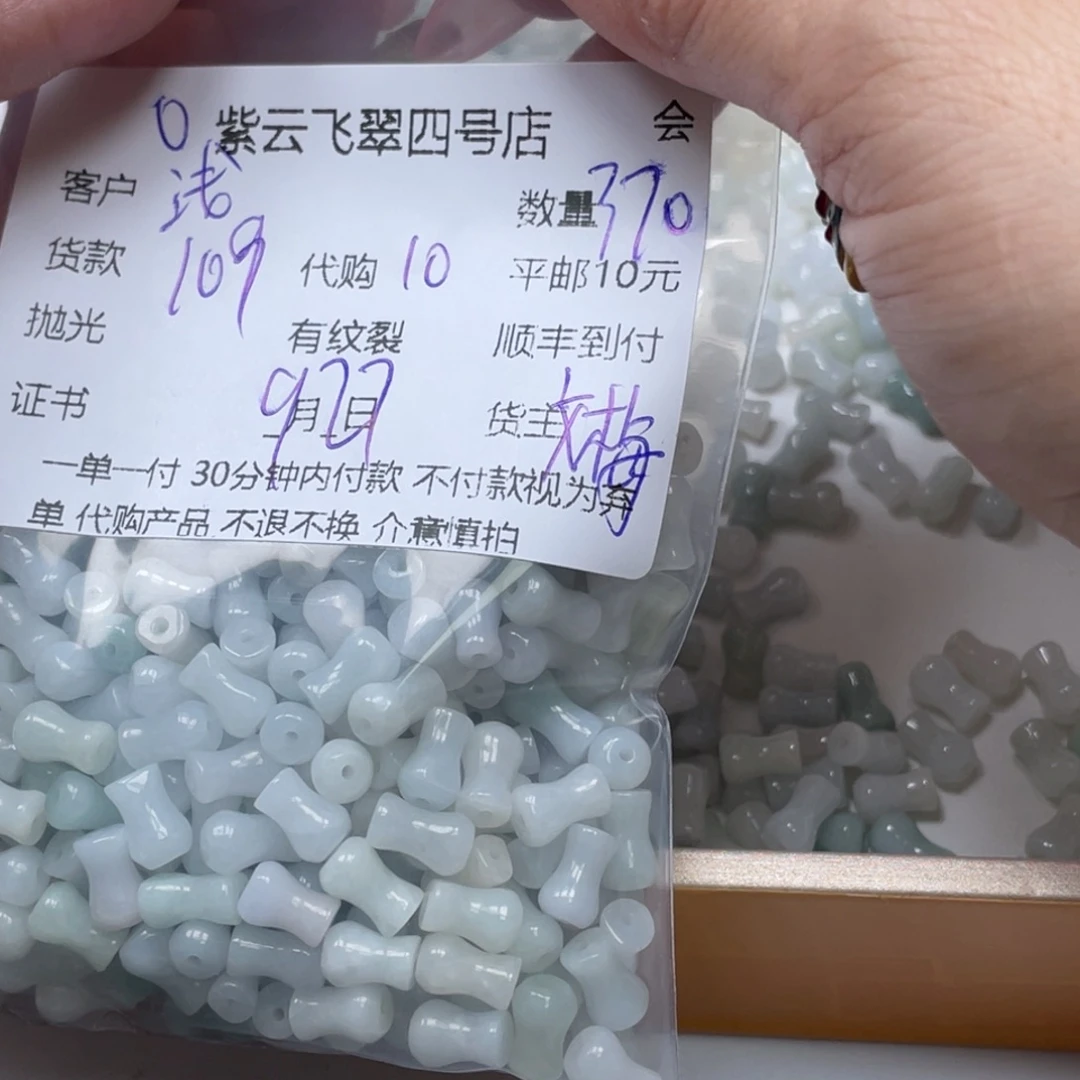 0 紫云飞翠四号店 会
客户 浅 数量 370
货款 109 代购 10 平邮10元
抛光 有纹裂 顺丰到付
证书 9月27日 货主
一单一付 30分钟内付款 不付款视为弃
单 代购产品 不退不换 介意慎拍